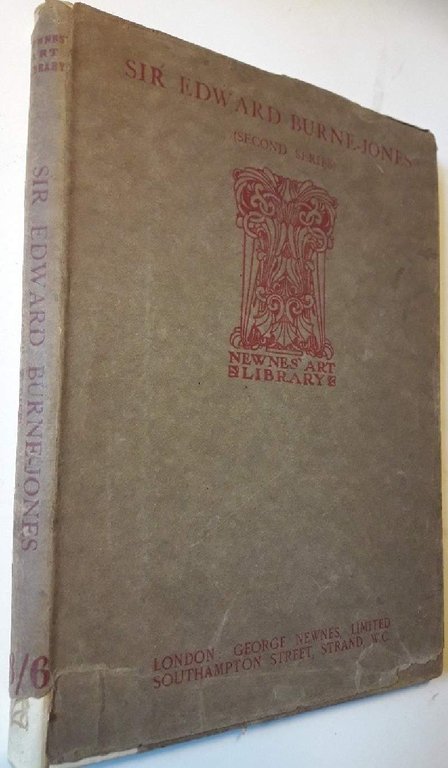 SIR EDWARD BURNE-JONES
(SECOND SERIES)
NEWNES' ART
LIBRARY
LONDON: GEORGE NEWNES, LIMITED
SOUTHAMPTON STREET, STRAND, W.C.
NEWNES'
ART
LIBRARY
SIR EDWARD BURNE-JONES
/6